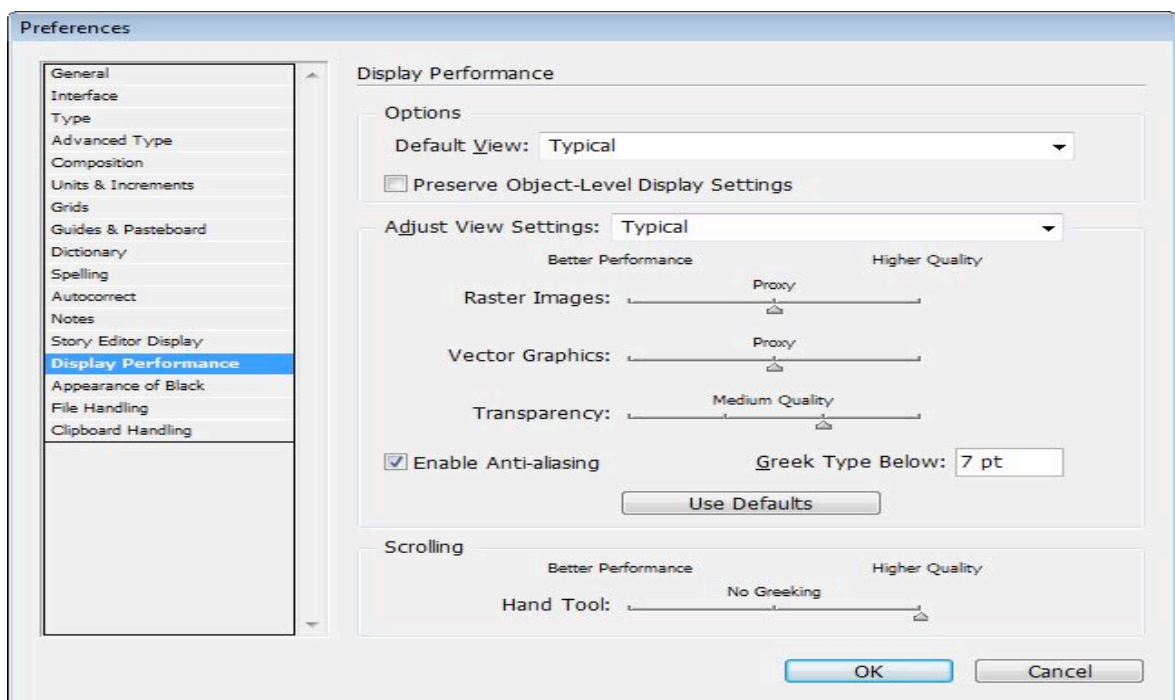 Preferences
General
Interface
Type
Advanced Type
Composition
Units & Increments
Grids
Guides & Pasteboard
Dictionary
Spelling
Autocorrect
Notes
Story Editor Display
Display Performance
Appearance of Black
File Handling
Clipboard Handling
Display Performance
Options
Default View: Typical
Preserve Object-Level Display Settings
Adjust View Settings: Typical
Better Performance Higher Quality
Proxy
Raster Images:
Proxy
Vector Graphics:
Medium Quality
Transparency:
Enable Anti-aliasing Greek Type Below: 7 pt
Use Defaults
Scrolling
Better Performance Higher Quality
No Greeking
Hand Tool:
OK Cancel